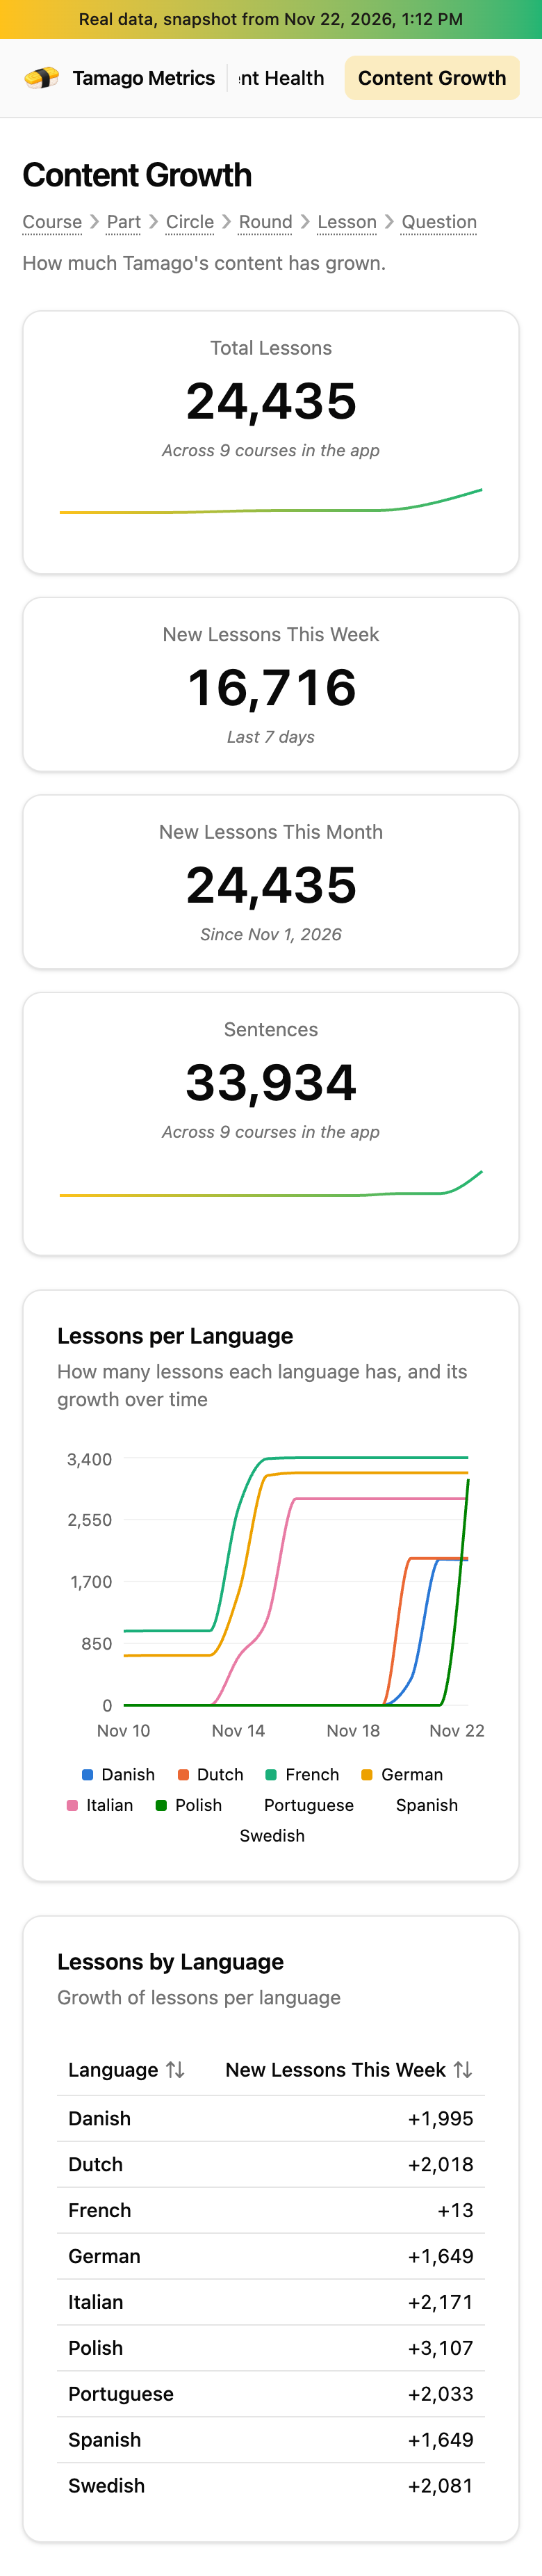 Real data, snapshot from Nov 22, 2026, 1:12 PM
Tamago Metrics
nt Health
Content Growth
Content Growth
Course
Part
Circle
Round
Lesson
Question
How much Tamago's content has grown.
Total Lessons
24,435
Across 9 courses in the app
New Lessons This Week
16,716
Last 7 days
New Lessons This Month
24,435
Since Nov 1, 2026
Sentences
33,934
Across 9 courses in the app
Lessons per Language
How many lessons each language has, and its
growth over time
3,400
2,550
1,700
850
0
Nov 10 Nov 14 Nov 18 Nov 22
Danish Dutch French German
Italian Polish Portuguese Spanish
Swedish
Lessons by Language
Growth of lessons per language
Language New Lessons This Week
Danish +1,995
Dutch +2,018
French +13
German +1,649
Italian +2,171
Polish +3,107
Portuguese +2,033
Spanish +1,649
Swedish +2,081